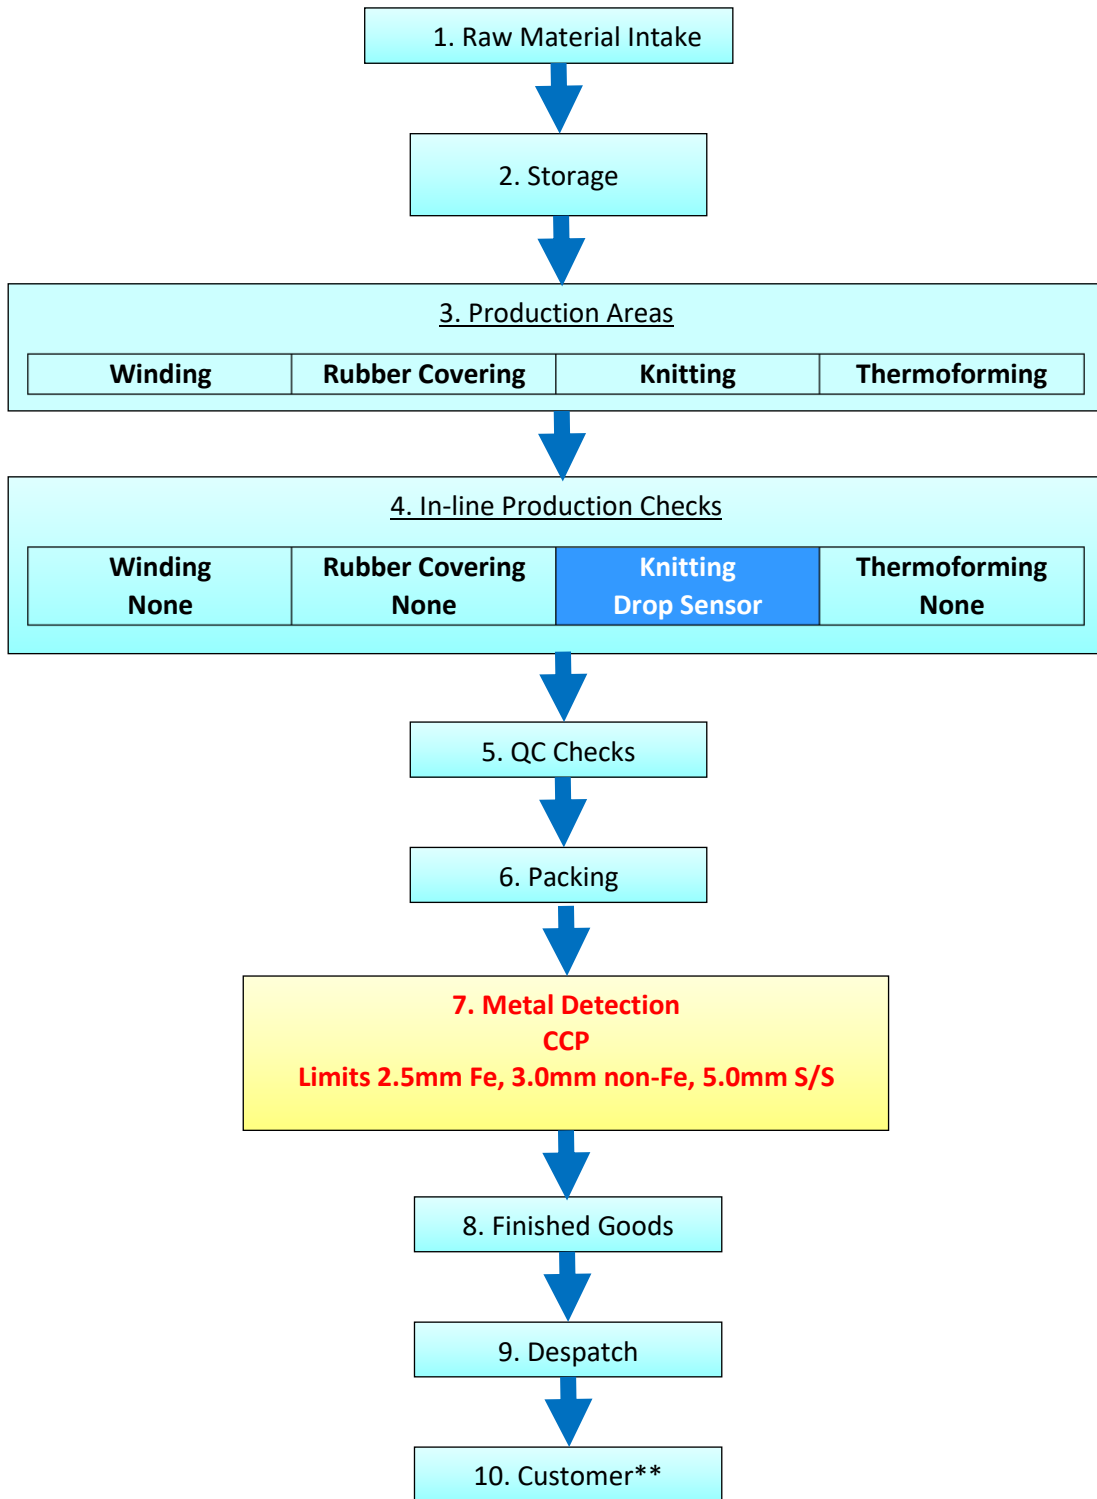 1. Raw Material Intake
2. Storage
3. Production Areas
Winding Rubber Covering Knitting Thermoforming
4. In-line Production Checks
Winding Rubber Covering Knitting Thermoforming
None None Drop Sensor None
5. QC Checks
6. Packing
7. Metal Detection
CCP
Limits 2.5mm Fe, 3.0mm non-Fe, 5.0mm S/S
8. Finished Goods
9. Despatch
10. Customer**